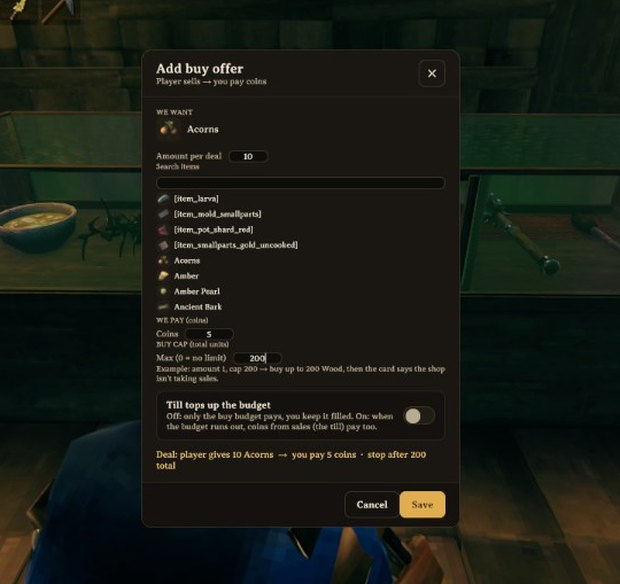 Add buy offer
Player sells → you pay coins
✕
WE WANT
Acorns
Amount per deal 10
Search items
[item_larva]
[item_mold_smallparts]
[item_pot_shard_red]
[item_smallparts_gold_uncooked]
Acorns
Amber
Amber Pearl
Ancient Bark
WE PAY (coins)
Coins 5
BUY CAP (total units)
Max (0 = no limit) 200
Example: amount 1, cap 200 → buy up to 200 Wood, then the card says the shop
isn't taking sales.
Till tops up the budget
Off: only the buy budget pays, you keep it filled. On: when
the budget runs out, coins from sales (the till) pay too.
Deal: player gives 10 Acorns → you pay 5 coins · stop after 200
total
Cancel Save